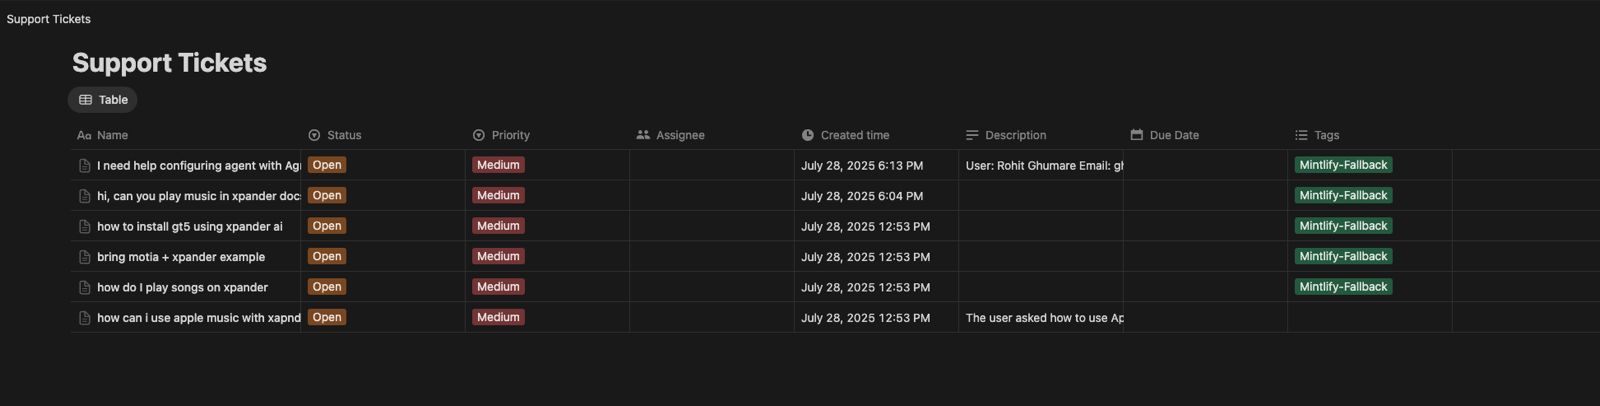 Support Tickets
Support Tickets
Table
Aa Name Status Priority Assignee Created time Description Due Date Tags
I need help configuring agent with Agn Open Medium July 28, 2025 6:13 PM User: Rohit Ghumare Email: gh Mintlify-Fallback
hi, can you play music in xpander docs Open Medium July 28, 2025 6:04 PM Mintlify-Fallback
how to install gt5 using xpander ai Open Medium July 28, 2025 12:53 PM Mintlify-Fallback
bring motia + xpander example Open Medium July 28, 2025 12:53 PM Mintlify-Fallback
how do I play songs on xpander Open Medium July 28, 2025 12:53 PM Mintlify-Fallback
how can i use apple music with xapnd Open Medium July 28, 2025 12:53 PM The user asked how to use Ap